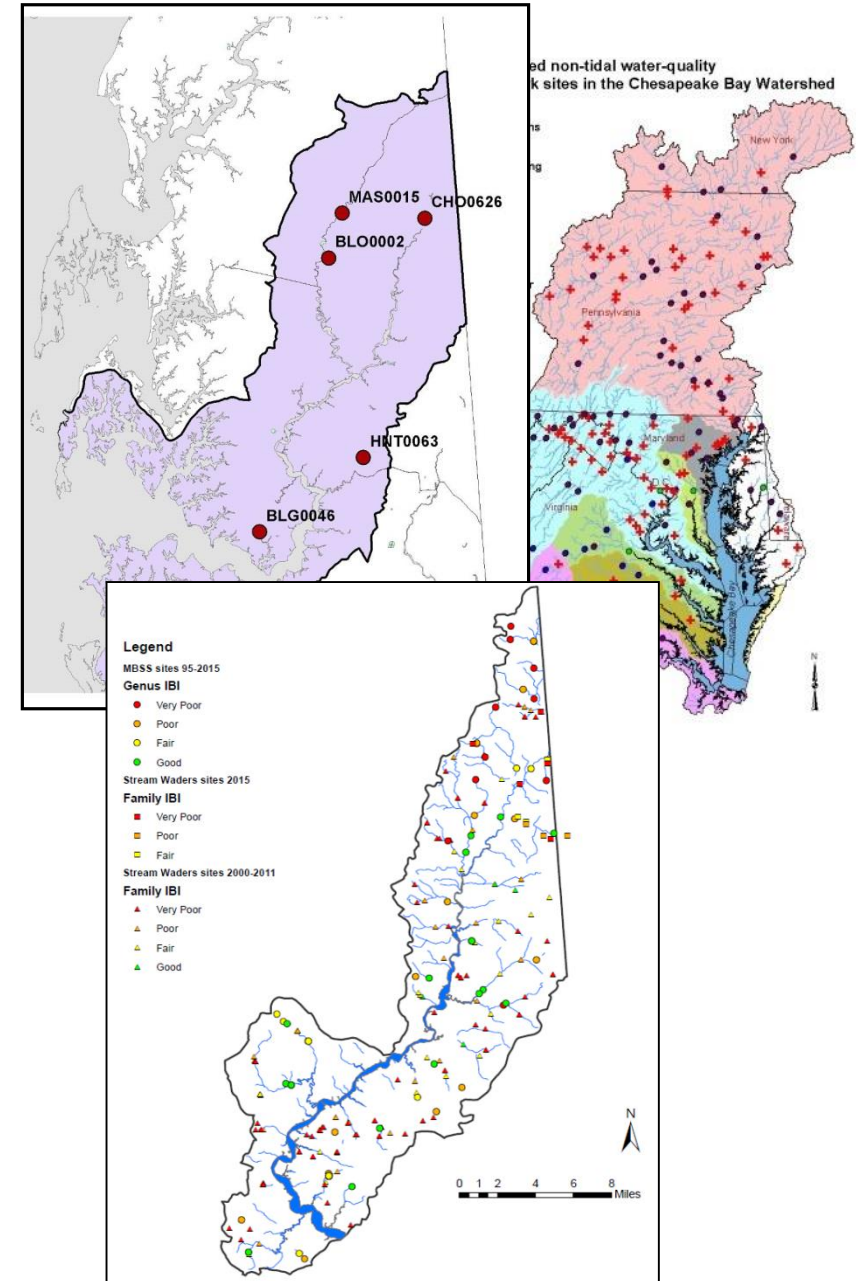 MAS0015
CHO0626
BLO0002
HNT0063
BLG0046
ed non-tidal water-quality
k sites in the Chesapeake Bay Watershed
ns
ng
New York
Pennsylvania
Maryland
D.C.
Virginia
Delaware
Chesapeake Bay
N
Legend
MBSS sites 95-2015
Genus IBI
Very Poor
Poor
Fair
Good
Stream Waders sites 2015
Family IBI
Very Poor
Poor
Fair
Stream Waders sites 2000-2011
Family IBI
Very Poor
Poor
Fair
Good
N
0 1 2 4 6 8
Miles